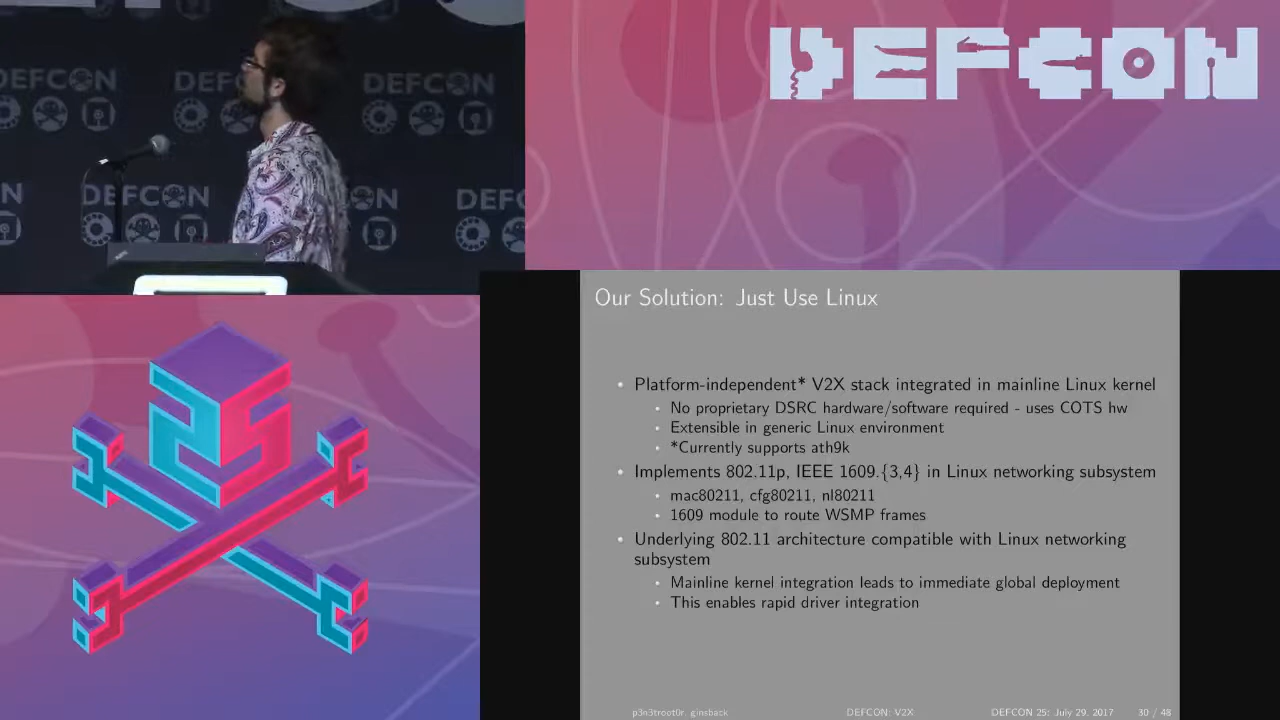 DEFCON
DEFCON
DEFCON
DEFCON
DEFCON
Our Solution: Just Use Linux
• Platform-independent* V2X stack integrated in mainline Linux kernel
• No proprietary DSRC hardware/software required - uses COTS hw
• Extensible in generic Linux environment
• *Currently supports ath9k
• Implements 802.11p, IEEE 1609.{3,4} in Linux networking subsystem
• mac80211, cfg80211, nl80211
• 1609 module to route WSMP frames
• Underlying 802.11 architecture compatible with Linux networking
subsystem
• Mainline kernel integration leads to immediate global deployment
• This enables rapid driver integration
p3n3troot0r, ginsback DEFCON: V2X DEFCON 25: July 29, 2017 30 / 48